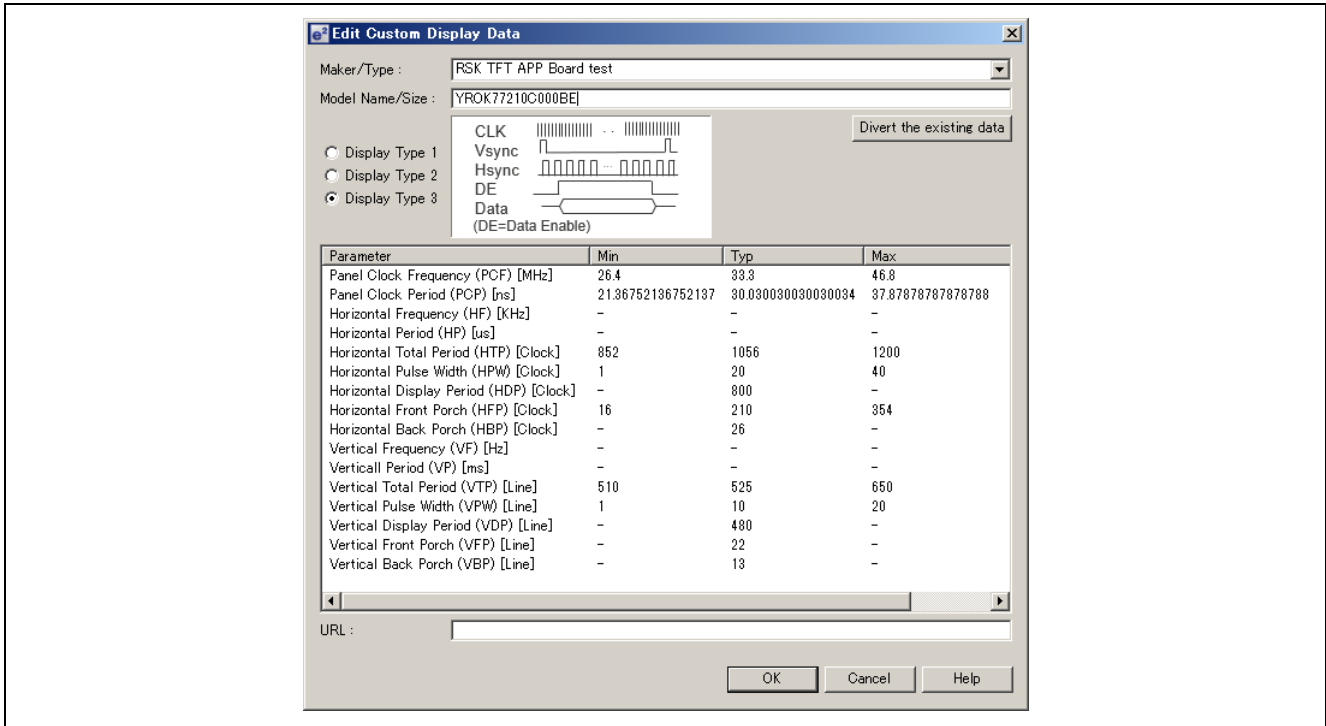 e² Edit Custom Display Data
Maker/Type : RSK TFT APP Board test
Model Name/Size : YROK77210C000BE
Divert the existing data
Display Type 1
Display Type 2
Display Type 3
CLK
Vsync
Hsync
DE
Data
(DE=Data Enable)
Parameter Min Typ Max
Panel Clock Frequency (PCF) [MHz] 26.4 33.3 46.8
Panel Clock Period (PCP) [ns] 21.36752136752137 30.030030030030034 37.87878787878788
Horizontal Frequency (HF) [KHz] - - -
Horizontal Period (HP) [us] - - -
Horizontal Total Period (HTP) [Clock] 852 1056 1200
Horizontal Pulse Width (HPW) [Clock] 1 20 40
Horizontal Display Period (HDP) [Clock] - 800 -
Horizontal Front Porch (HFP) [Clock] 16 210 354
Horizontal Back Porch (HBP) [Clock] - 26 -
Vertical Frequency (VF) [Hz] - - -
Verticall Period (VP) [ms] - - -
Vertical Total Period (VTP) [Line] 510 525 650
Vertical Pulse Width (VPW) [Line] 1 10 20
Vertical Display Period (VDP) [Line] - 480 -
Vertical Front Porch (VFP) [Line] - 22 -
Vertical Back Porch (VBP) [Line] - 13 -
URL :
OK Cancel Help